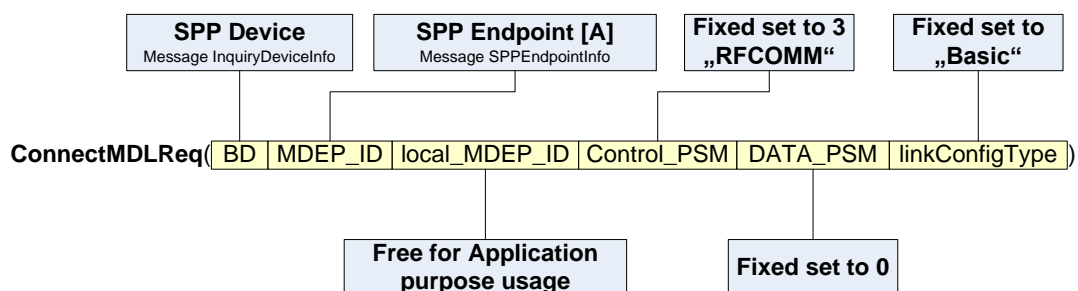 SPP Device
Message InquiryDeviceInfo
SPP Endpoint [A]
Message SPPEndpointInfo
Fixed set to 3
„RFCOMM“
Fixed set to
„Basic“
ConnectMDLReq( BD MDEP_ID local_MDEP_ID Control_PSM DATA_PSM linkConfigType )
Free for Application
purpose usage
Fixed set to 0